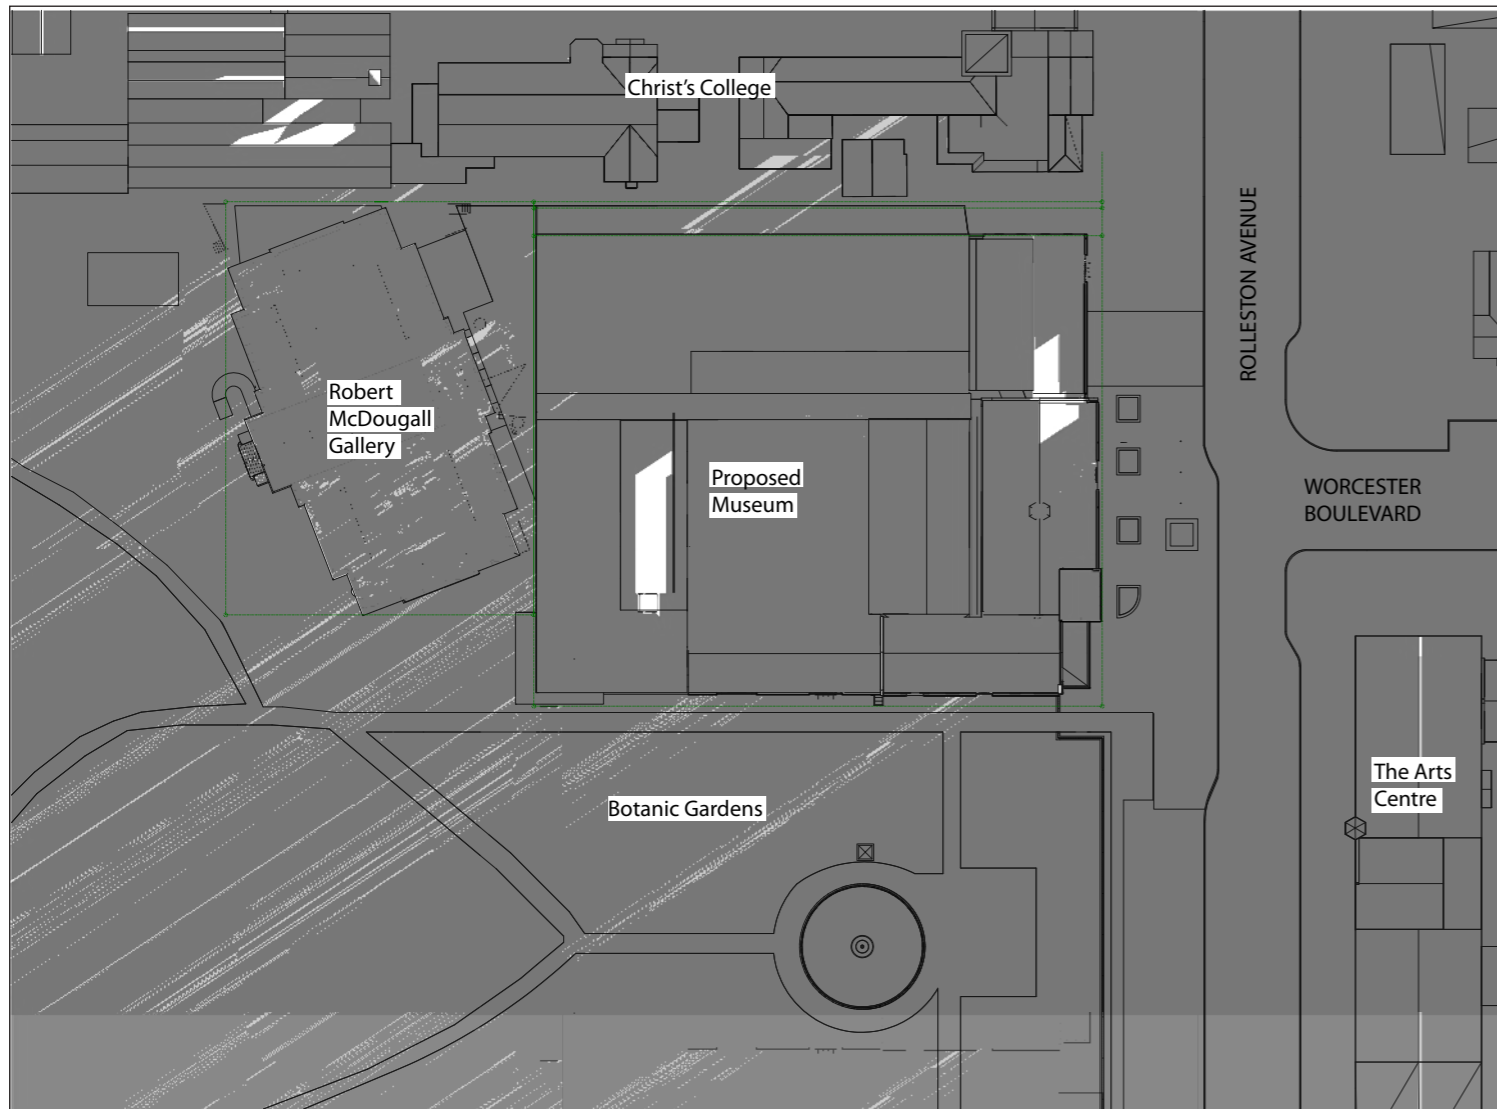 Christ's College
ROLLESTON AVENUE
Robert
McDougall
Gallery
Proposed
Museum
WORCESTER
BOULEVARD
The Arts
Centre
Botanic Gardens